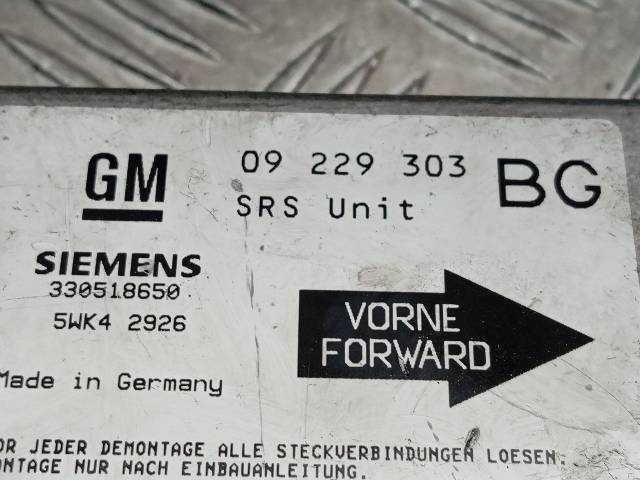 GM
09 229 303
BG
SRS Unit
SIEMENS
330518650
5WK4 2926
VORNE
FORWARD
Made in Germany
JEDER DEMONTAGE ALLE STECKVERBINDUNGEN LOESEN.
NUR NACH EINBAUANLEITUNG.